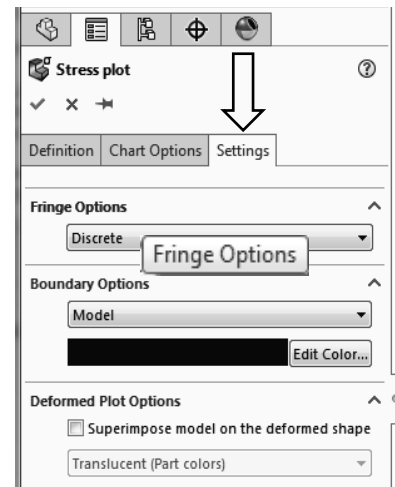 Stress plot
Definition Chart Options Settings
Fringe Options
Discrete
Fringe Options
Boundary Options
Model
Edit Color...
Deformed Plot Options
Superimpose model on the deformed shape
Translucent (Part colors)